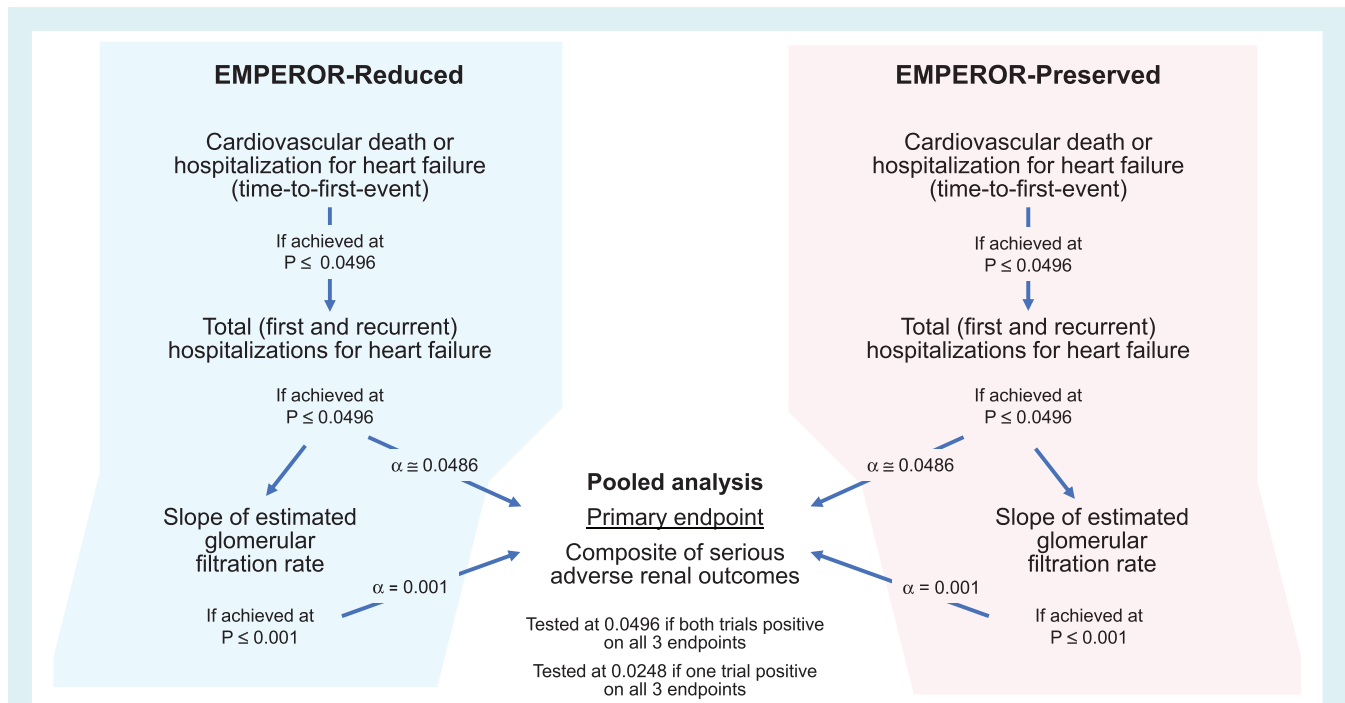 EMPEROR-Reduced
Cardiovascular death or
hospitalization for heart failure
(time-to-first-event)
If achieved at
P ≤ 0.0496
Total (first and recurrent)
hospitalizations for heart failure
If achieved at
P ≤ 0.0496
α ≅ 0.0486
Slope of estimated
glomerular
filtration rate
α = 0.001
If achieved at
P ≤ 0.001
Pooled analysis
Primary endpoint
Composite of serious
adverse renal outcomes
Tested at 0.0496 if both trials positive
on all 3 endpoints
Tested at 0.0248 if one trial positive
on all 3 endpoints
EMPEROR-Preserved
Cardiovascular death or
hospitalization for heart failure
(time-to-first-event)
If achieved at
P ≤ 0.0496
Total (first and recurrent)
hospitalizations for heart failure
If achieved at
P ≤ 0.0496
α ≅ 0.0486
Slope of estimated
glomerular
filtration rate
α = 0.001
If achieved at
P ≤ 0.001